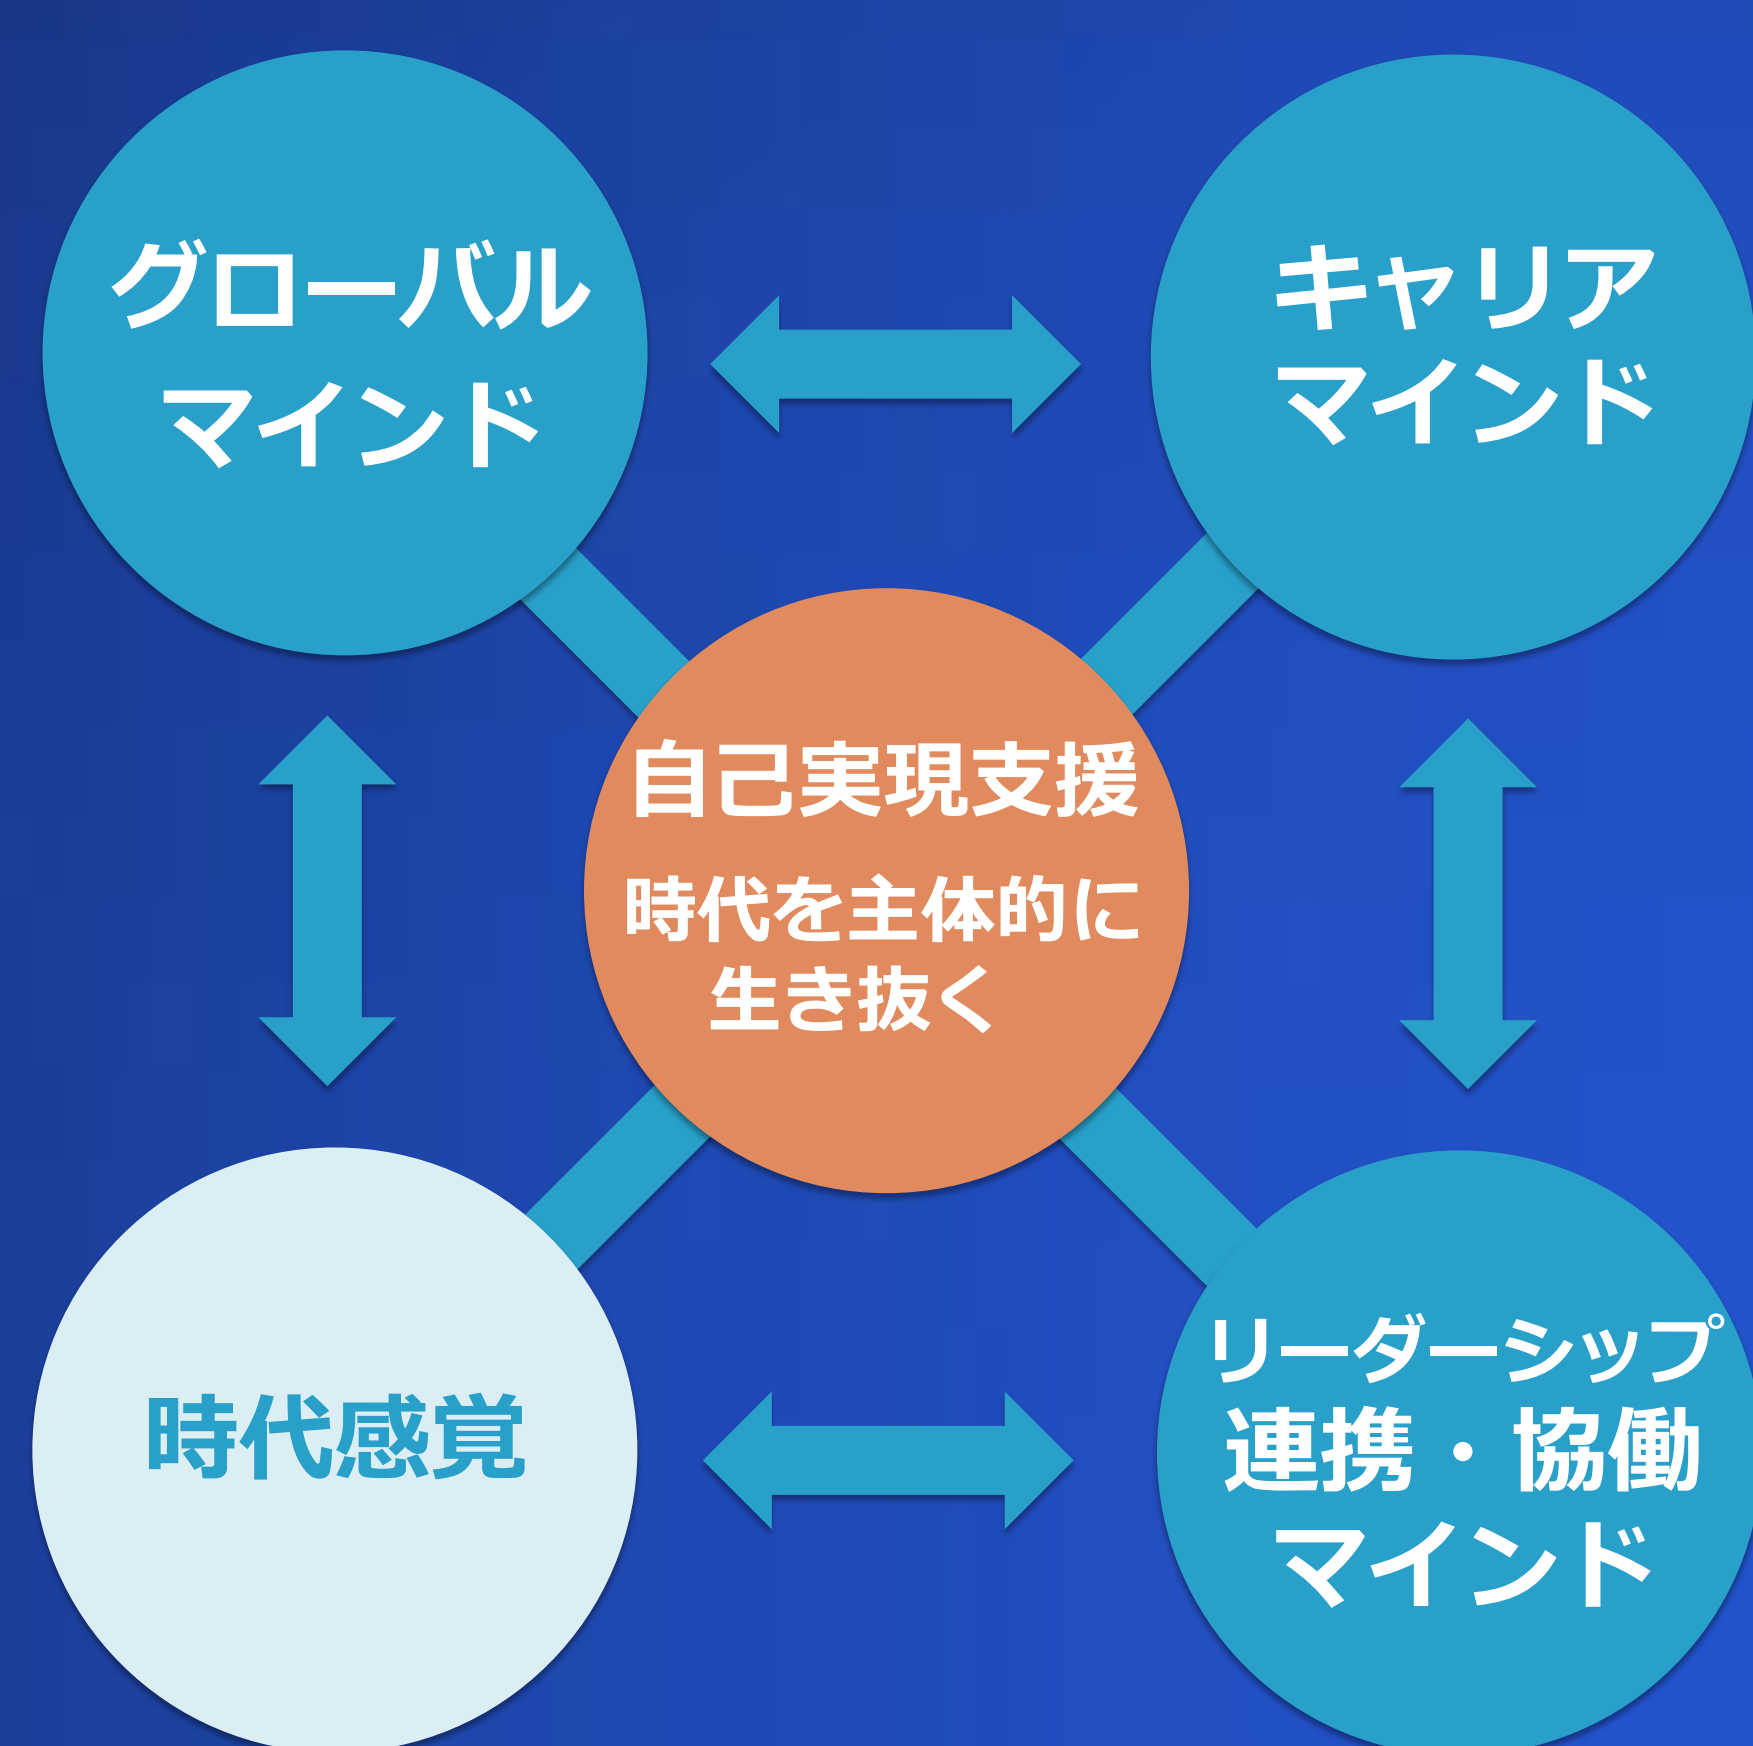 グローバル
マインド
キャリア
マインド
自己実現支援
時代を主体的に
生き抜く
時代感覚
リーダーシップ
連携・協働
マインド